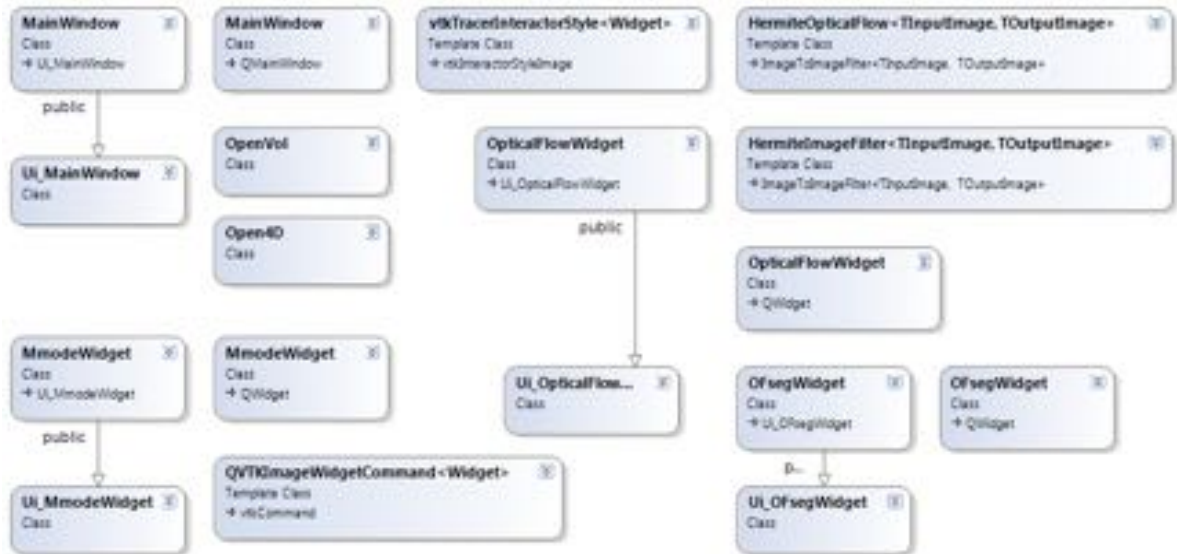 MainWindow
Class
→ Ui_MainWindow
public
Ui_MainWindow
Class
MainWindow
Class
→ QMainWindow
OpenVol
Class
Open4D
Class
vtkTracerInteractorStyle<Widget>
Template Class
→ vtkInteractorStyleImage
HermiteOpticalFlow<TInputImage, TOutputImage>
Template Class
→ ImageToImageFilter<TInputImage, TOutputImage>
OpticalFlowWidget
Class
→ Ui_OpticalFlowWidget
public
Ui_OpticalFlow...
Class
HermiteImageFilter<TInputImage, TOutputImage>
Template Class
→ ImageToImageFilter<TInputImage, TOutputImage>
OpticalFlowWidget
Class
→ QWidget
MmodeWidget
Class
→ Ui_MmodeWidget
public
Ui_MmodeWidget
Class
MmodeWidget
Class
→ QWidget
QVTKImageWidgetCommand<Widget>
Template Class
→ vtkCommand
OFsegWidget
Class
→ Ui_OFsegWidget
p...
Ui_OFsegWidget
Class
OFsegWidget
Class
→ QWidget